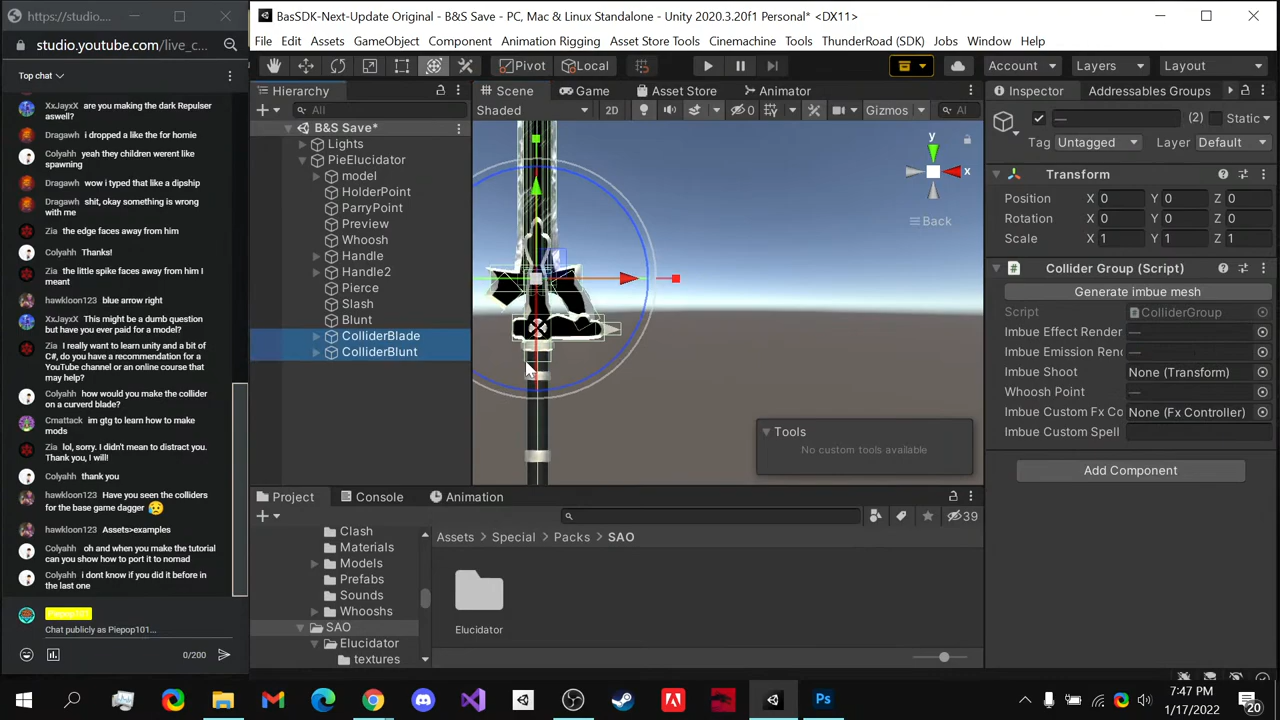 https://studio.youtube.com/live_c...
Top chat
XxJayxX are you making the dark Repulser
aswell?
Dragawh i dropped a like the for homie
Colyahh yeah they children werent like
spawning
Dragawh wow i typed that like a dipship
Dragawh shit, okay something is wrong
with me
Zia the edge faces away from him
Colyahh Thanks!
Zia the little spike faces away from him I
meant
hawkloon123 blue arrow right
XxJayxX This might be a dumb question
but have you ever paid for a model?
Zia I really want to learn unity and a bit of
C#, do you have a recommendation for a
YouTube channel or an online course that
may help?
Colyahh how would you make the collider
on a curverd blade?
Cmattack im gtg to learn how to make
mods
Zia lol, sorry. I didn't mean to distract you.
Thank you, I will!
Colyahh thank you
hawkloon123 Have you seen the colliders
for the base game dagger 😥
hawkloon123 Assets>examples
Colyahh oh and when you make the tutorial
can you show how to port it to nomad
Colyahh i dont know if you did it before in
the last one
Piepop101
Chat publicly as Piepop101...
0/200
BasSDK-Next-Update Original - B&S Save - PC, Mac & Linux Standalone - Unity 2020.3.20f1 Personal* <DX11>
File Edit Assets GameObject Component Animation Rigging Asset Store Tools Cinemachine Tools ThunderRoad (SDK) Jobs Window Help
Pivot Local Account Layers Layout
Hierarchy
All
B&S Save*
Lights
PieElucidator
model
HolderPoint
ParryPoint
Preview
Whoosh
Handle
Handle2
Pierce
Slash
Blunt
ColliderBlade
ColliderBlunt
Scene Game Asset Store Animator
Shaded 2D 0 Gizmos Al
y
x
Back
Tools
No custom tools available
Inspector Addressables Groups
— (2) Static
Tag Untagged Layer Default
Transform
Position X 0 Y 0 Z 0
Rotation X 0 Y 0 Z 0
Scale X 1 Y 1 Z 1
Collider Group (Script)
Generate imbue mesh
Script ColliderGroup
Imbue Effect Render —
Imbue Emission Ren —
Imbue Shoot None (Transform)
Whoosh Point —
Imbue Custom Fx Co None (Fx Controller)
Imbue Custom Spell
Add Component
Project Console Animation
39
Clash
Materials
Models
Prefabs
Sounds
Whooshs
SAO
Elucidator
textures
Assets > Special > Packs > SAO
Elucidator
7:47 PM
1/17/2022
20